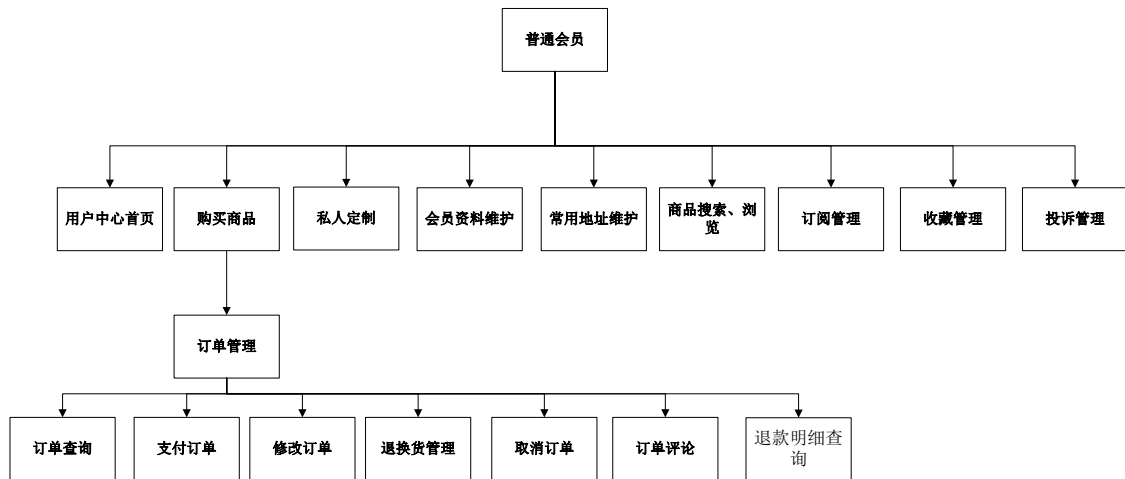 普通会员
用户中心首页
购买商品
私人定制
会员资料维护
常用地址维护
商品搜索、浏
览
订阅管理
收藏管理
投诉管理
订单管理
订单查询
支付订单
修改订单
退换货管理
取消订单
订单评论
退款明细查
询